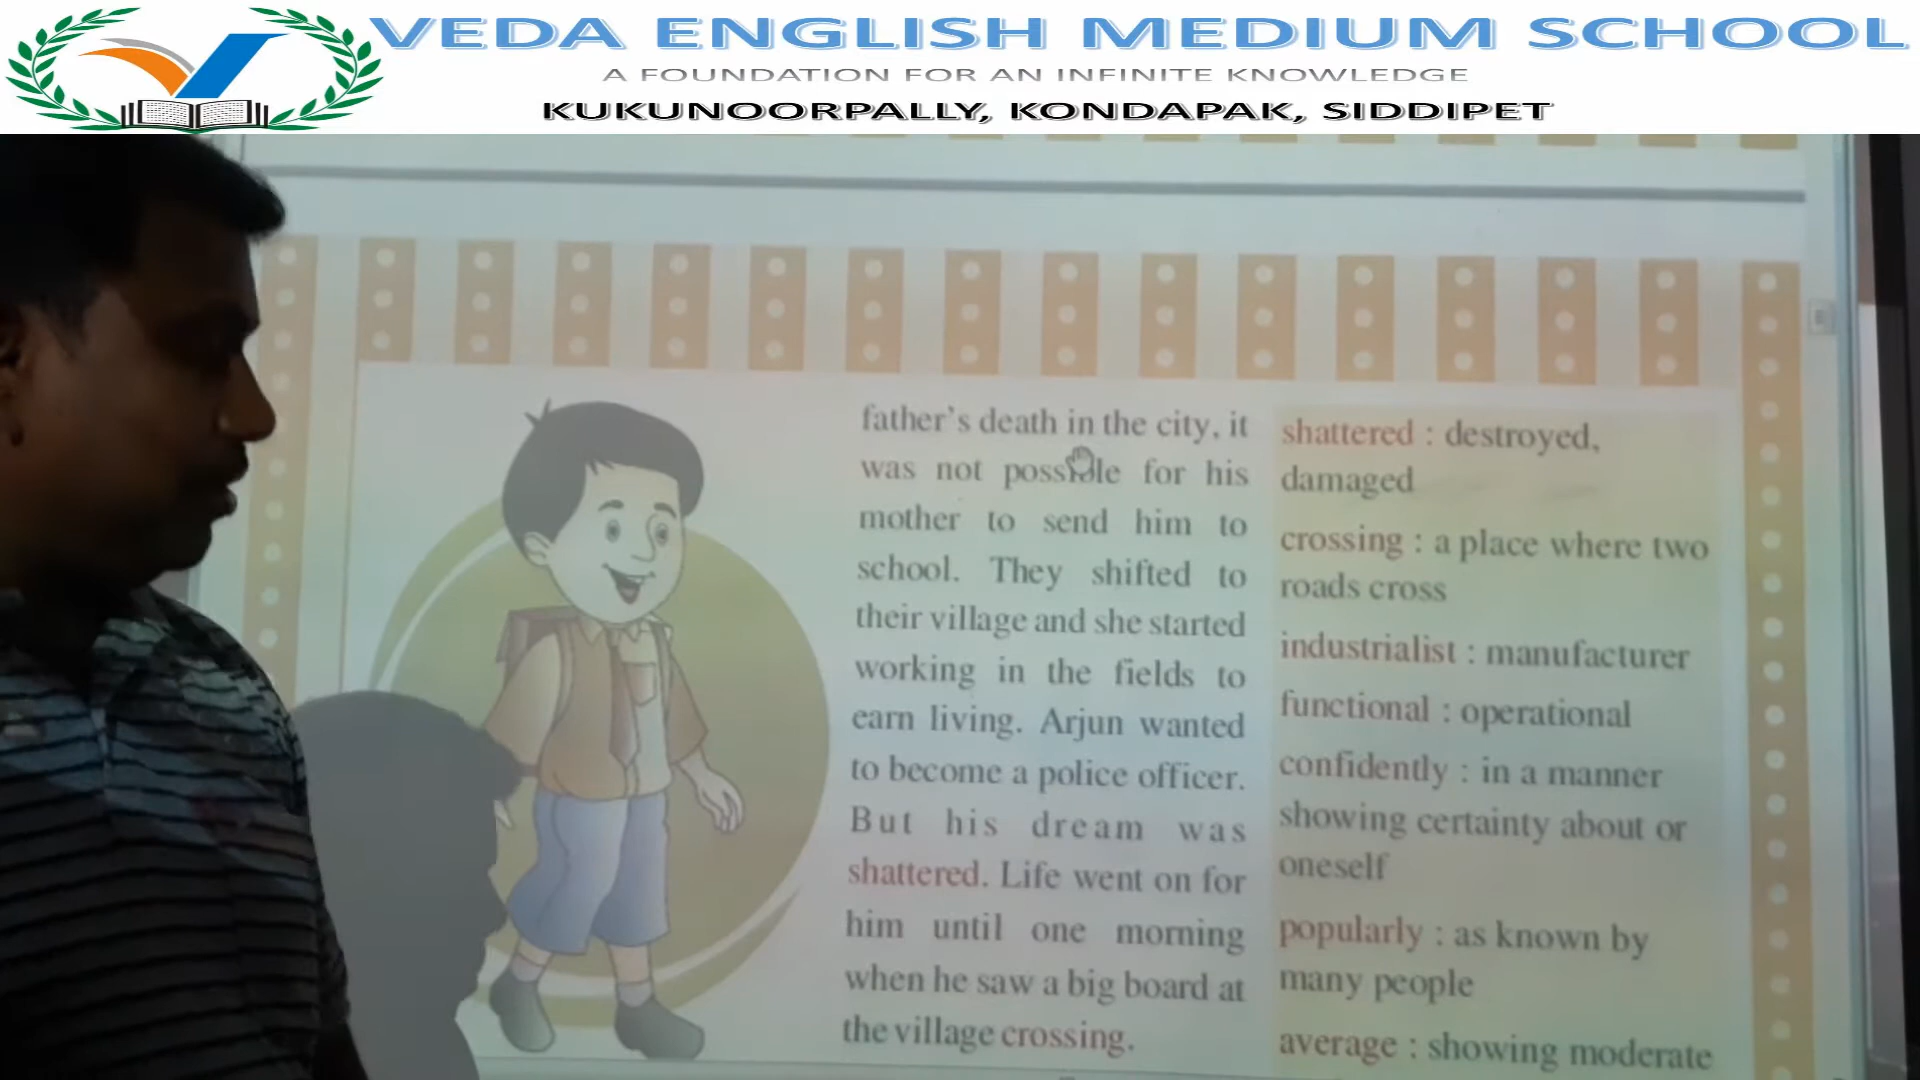 VEDA ENGLISH MEDIUM SCHOOL
A FOUNDATION FOR AN INFINITE KNOWLEDGE
KUKUNOORPALLY, KONDAPAK, SIDDIPET
father's death in the city, it
was not possible for his
mother to send him to
school. They shifted to
their village and she started
working in the fields to
earn living. Arjun wanted
to become a police officer.
But his dream was
shattered. Life went on for
him until one morning
when he saw a big board at
the village crossing.
shattered : destroyed,
damaged
crossing : a place where two
roads cross
industrialist : manufacturer
functional : operational
confidently : in a manner
showing certainty about or
oneself
popularly : as known by
many people
average : showing moderate